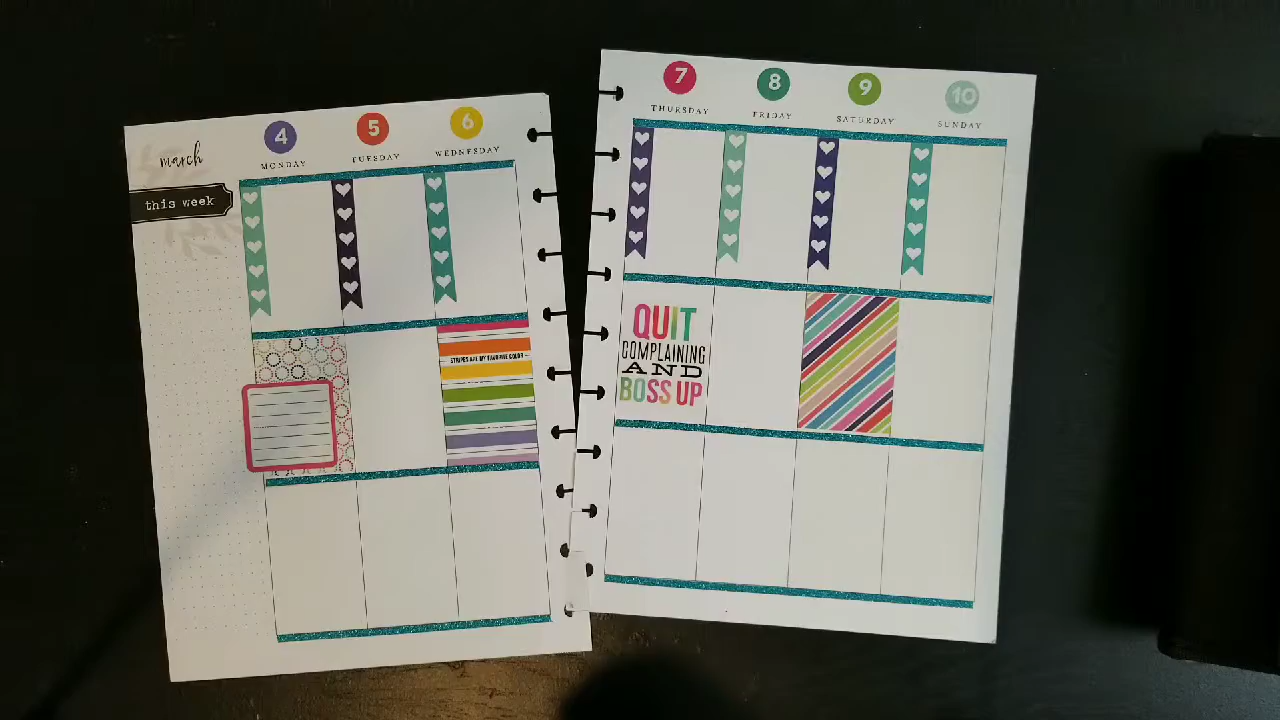 march
this week
4
MONDAY
5
TUESDAY
6
WEDNESDAY
STRIPES ARE MY FAVORITE COLOR
7
THURSDAY
8
FRIDAY
9
SATURDAY
10
SUNDAY
QUIT
COMPLAINING
AND
BOSS UP